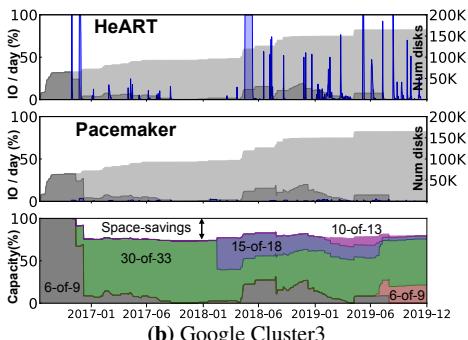 HeART
IO / day (%)
100
50
0
200K
150K
100K
50K
Num disks
Pacemaker
IO / day (%)
100
50
0
200K
150K
100K
50K
Num disks
Capacity(%)
100
50
0
Space-savings
10-of-13
15-of-18
30-of-33
6-of-9
6-of-9
2017-01 2017-06 2018-01 2018-06 2019-01 2019-06 2019-12
(b) Google Cluster3